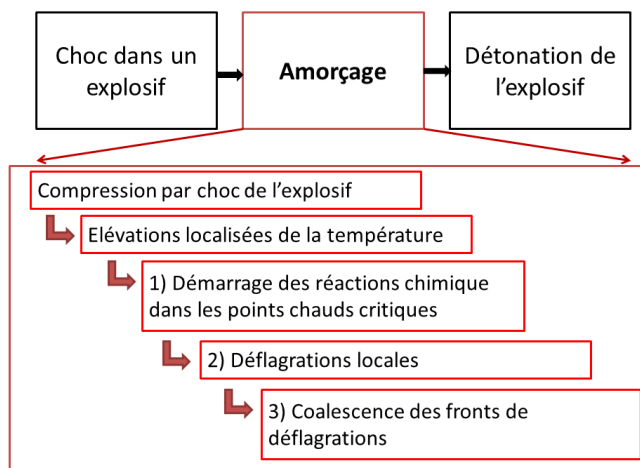 Choc dans un
explosif
Amorçage
Détonation de
l'explosif
Compression par choc de l'explosif
Elévations localisées de la température
1) Démarrage des réactions chimique
dans les points chauds critiques
2) Déflagrations locales
3) Coalescence des fronts de
déflagrations